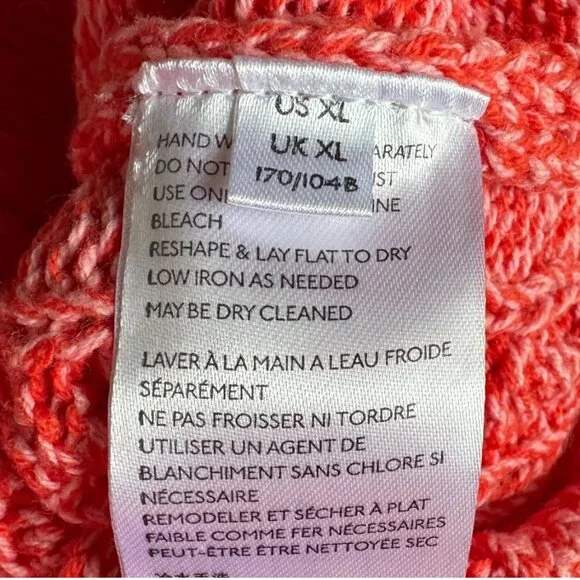 US XL
UK XL
170/104B
HAND W ARATELY
DO NOT IST
USE ONL INE
BLEACH
RESHAPE & LAY FLAT TO DRY
LOW IRON AS NEEDED
MAY BE DRY CLEANED
LAVER À LA MAIN A LEAU FROIDE
SÉPARÉMENT
NE PAS FROISSER NI TORDRE
UTILISER UN AGENT DE
BLANCHIMENT SANS CHLORE SI
NÉCESSAIRE
REMODELER ET SÉCHER À PLAT
FAIBLE COMME FER NÉCESSAIRES
PEUT-ÊTRE ÊTRE NETTOYÉE SEC